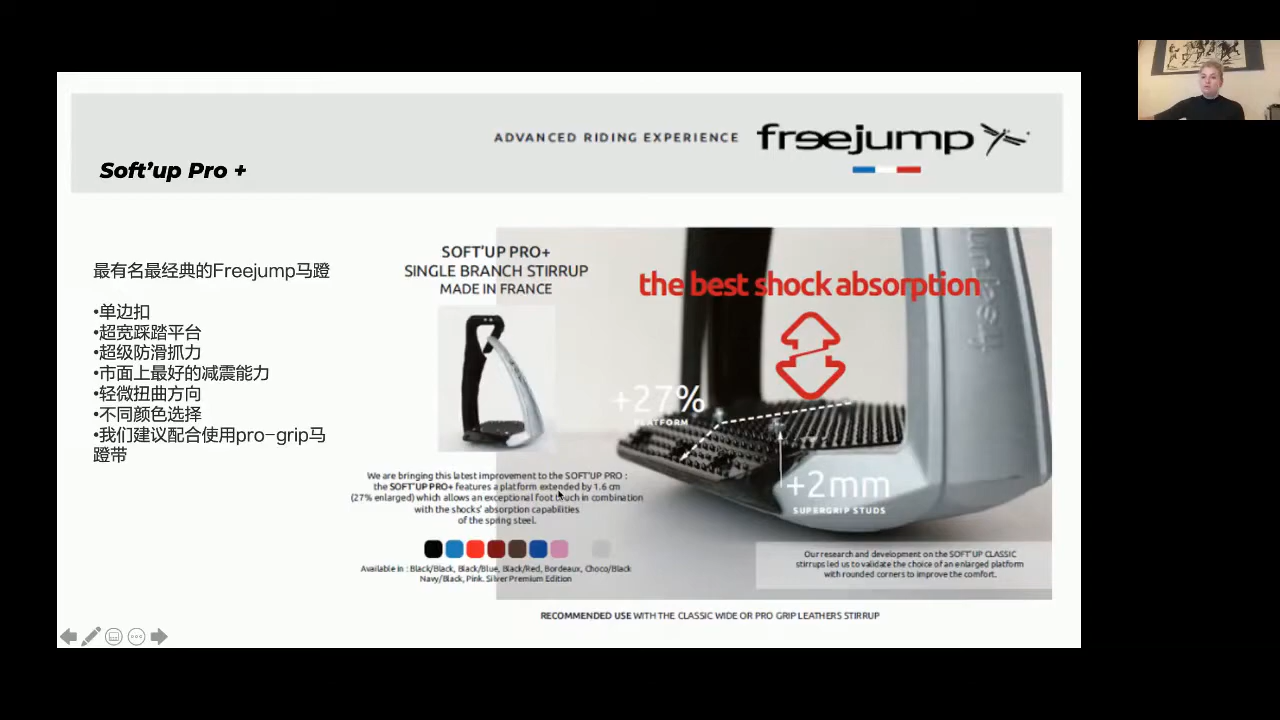 ADVANCED RIDING EXPERIENCE
freejump
Soft'up Pro +
最有名最经典的Freejump马蹬
•单边扣
•超宽踩踏平台
•超级防滑抓力
•市面上最好的减震能力
•轻微扭曲方向
•不同颜色选择
•我们建议配合使用pro-grip马
蹬带
SOFT'UP PRO+
SINGLE BRANCH STIRRUP
MADE IN FRANCE
We are bringing this latest improvement to the SOFT'UP PRO :
the SOFT'UP PRO+ features a platform extended by 1.6 cm
(27% enlarged) which allows an exceptional foot touch in combination
with the shocks' absorption capabilities
of the spring steel.
Available in : Black/Black, Black/Blue, Black/Red, Bordeaux, Choco/Black
Navy/Black, Pink. Silver Premium Edition
the best shock absorption
freejump
+27%
PLATFORM
+2mm
SUPERGRIP STUDS
Our research and development on the SOFT'UP CLASSIC
stirrups led us to validate the choice of an enlarged platform
with rounded corners to improve the comfort.
RECOMMENDED USE WITH THE CLASSIC WIDE OR PRO GRIP LEATHERS STIRRUP